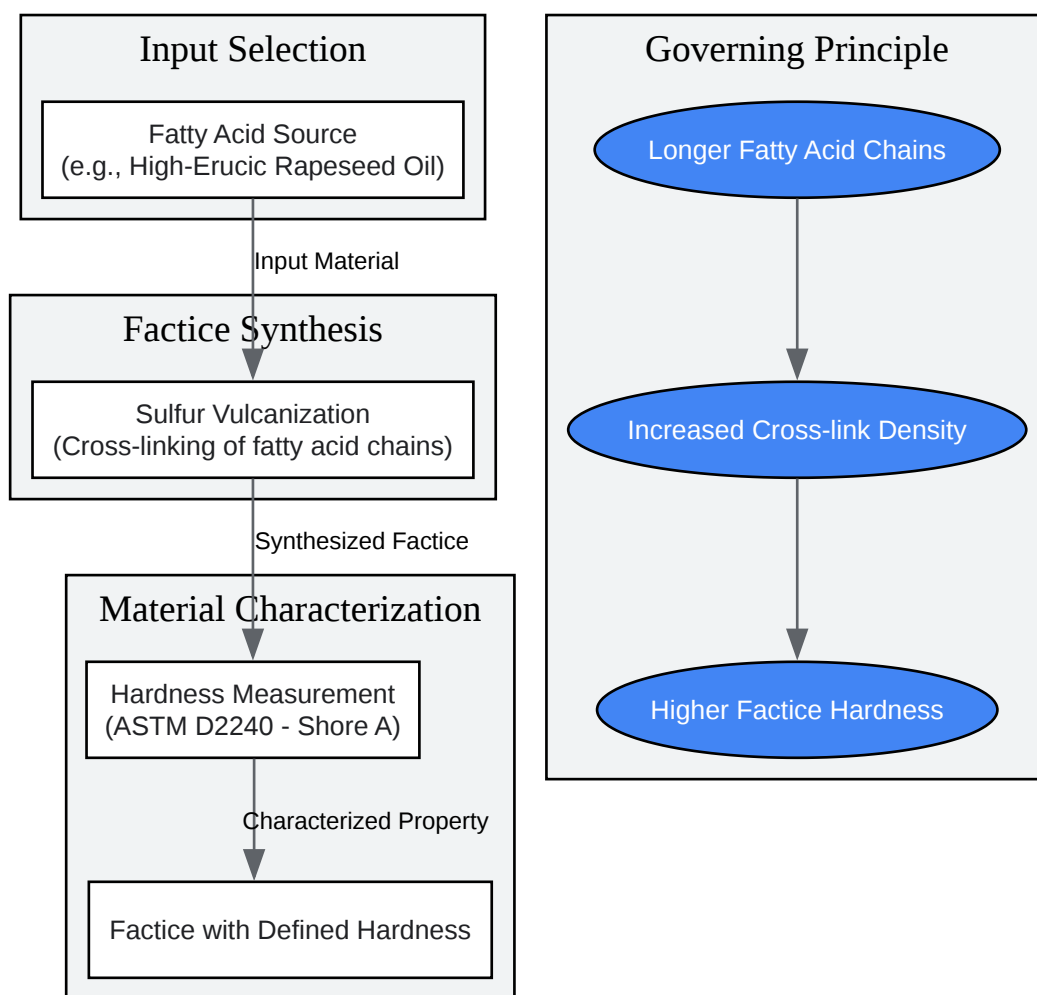 Input Selection
Fatty Acid Source
(e.g., High-Erucic Rapeseed Oil)
Input Material
Factice Synthesis
Sulfur Vulcanization
(Cross-linking of fatty acid chains)
Synthesized Factice
Material Characterization
Hardness Measurement
(ASTM D2240 - Shore A)
Characterized Property
Factice with Defined Hardness
Governing Principle
Longer Fatty Acid Chains
Increased Cross-link Density
Higher Factice Hardness